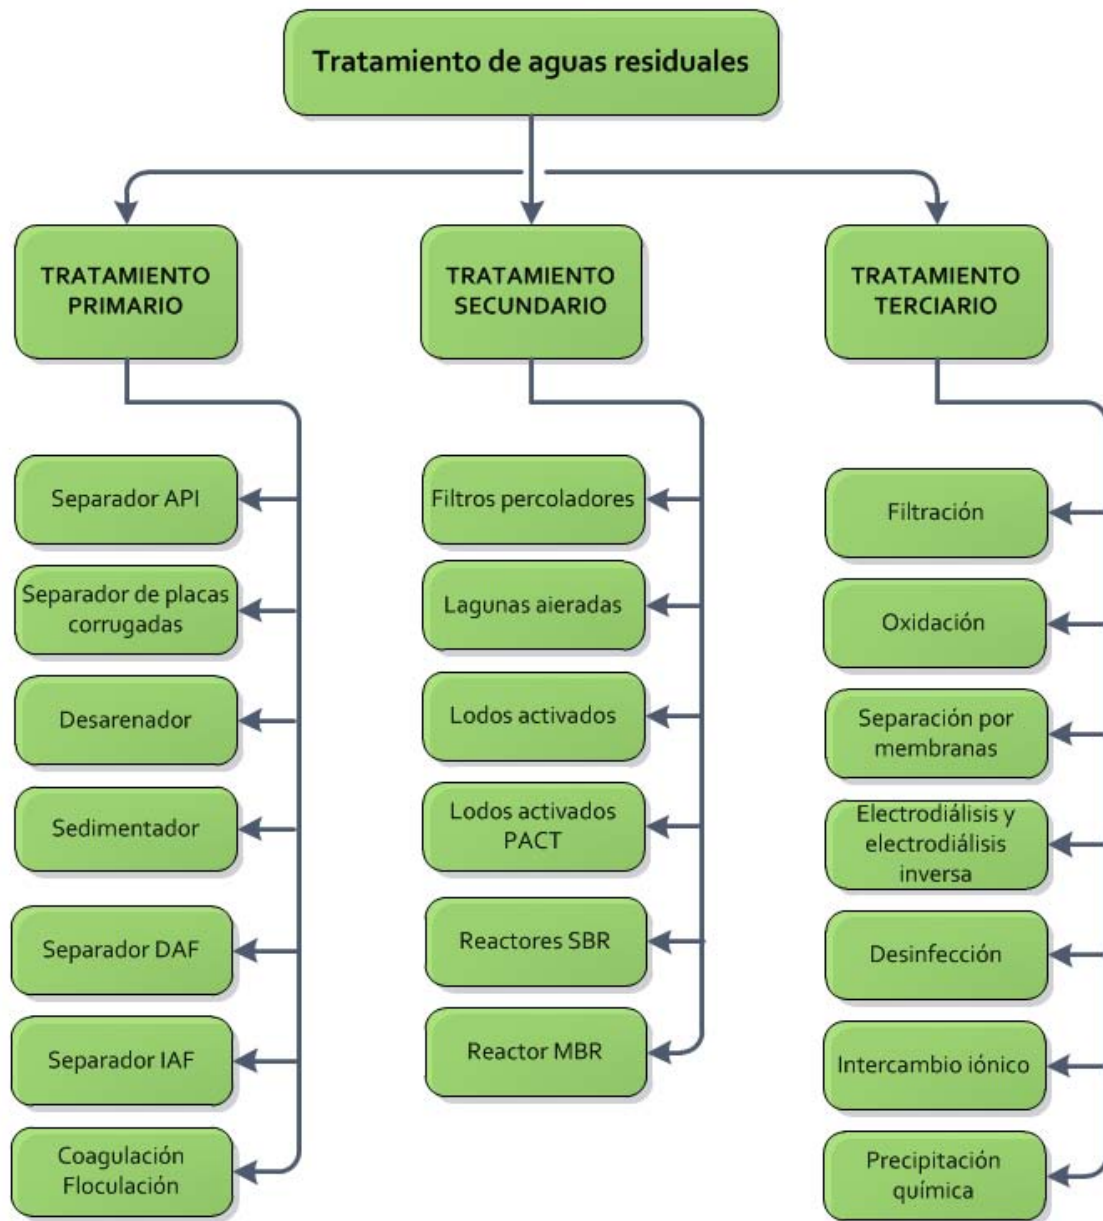 Tratamiento de aguas residuales
TRATAMIENTO
PRIMARIO
Separador API
Separador de placas
corrugadas
Desarenador
Sedimentador
Separador DAF
Separador IAF
Coagulación
Floculación
TRATAMIENTO
SECUNDARIO
Filtros percoladores
Lagunas aieradas
Lodos activados
Lodos activados
PACT
Reactores SBR
Reactor MBR
TRATAMIENTO
TERCIARIO
Filtración
Oxidación
Separación por
membranas
Electrodiálisis y
electrodiálisis
inversa
Desinfección
Intercambio iónico
Precipitación
química